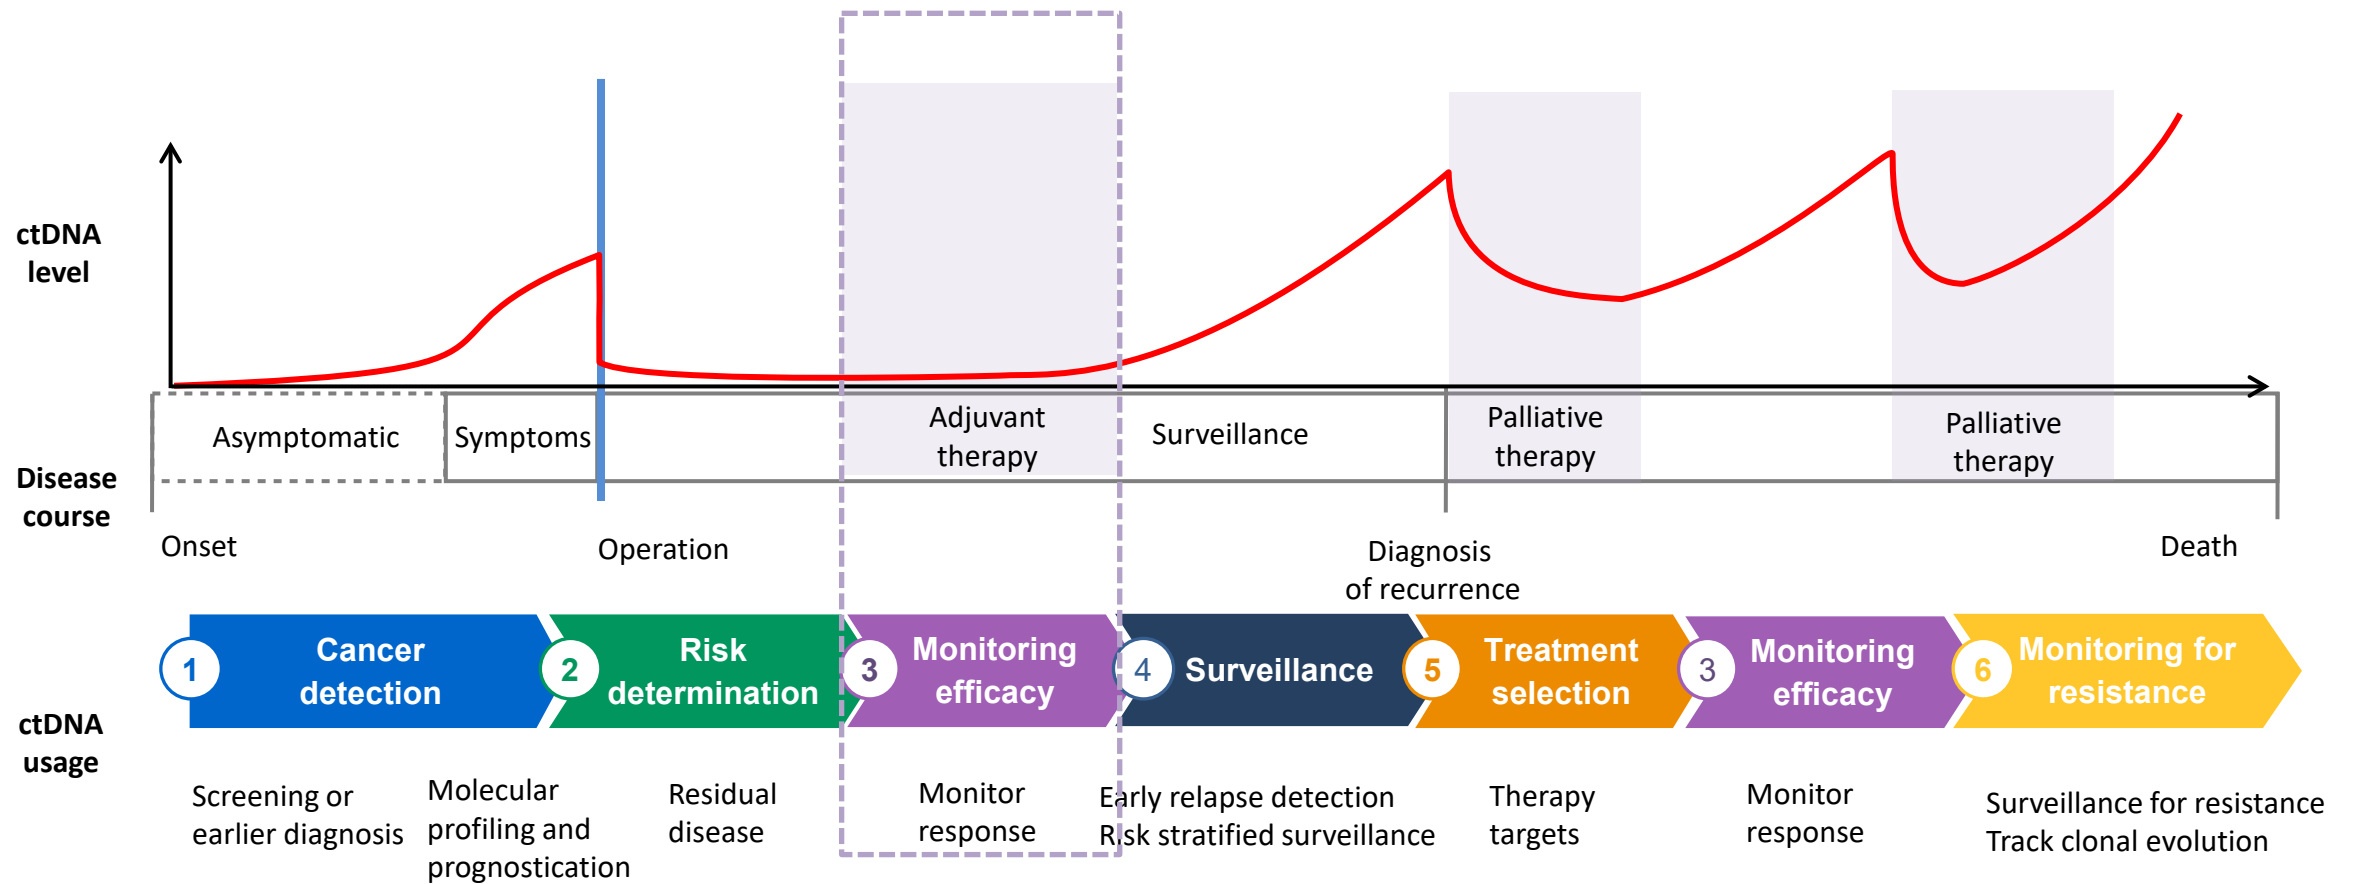 ctDNA
level
Asymptomatic
Symptoms
Adjuvant
therapy
Surveillance
Palliative
therapy
Palliative
therapy
Disease
course
Onset
Operation
Diagnosis
of recurrence
Death
1
Cancer
detection
2
Risk
determination
3
Monitoring
efficacy
4
Surveillance
5
Treatment
selection
3
Monitoring
efficacy
6
Monitoring for
resistance
ctDNA
usage
Screening or
earlier diagnosis
Molecular
profiling and
prognostication
Residual
disease
Monitor
response
Early relapse detection
Risk stratified surveillance
Therapy
targets
Monitor
response
Surveillance for resistance
Track clonal evolution